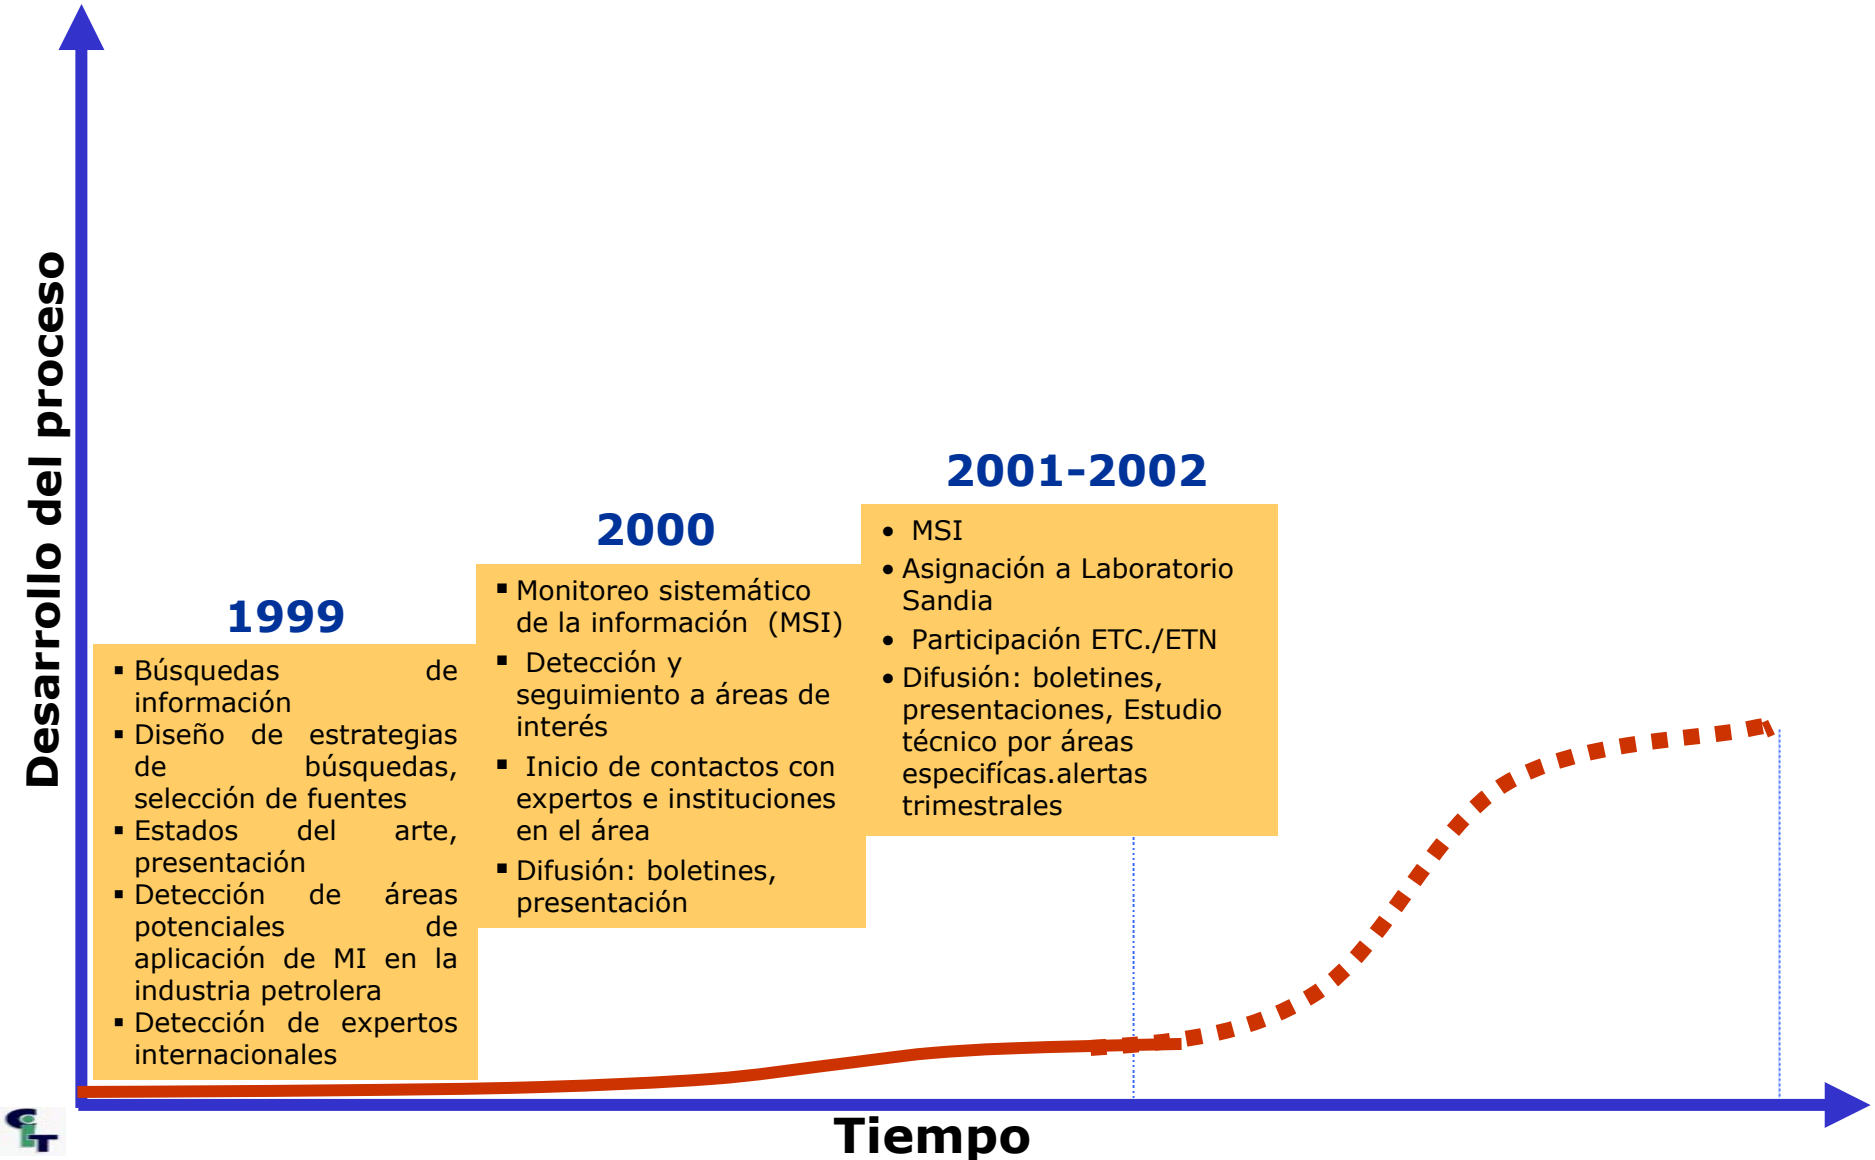 Desarrollo del proceso
1999
▪ Búsquedas de
información
▪ Diseño de estrategias
de búsquedas,
selección de fuentes
▪ Estados del arte,
presentación
▪ Detección de áreas
potenciales de
aplicación de MI en la
industria petrolera
▪ Detección de expertos
internacionales
2000
▪ Monitoreo sistemático
de la información (MSI)
▪ Detección y
seguimiento a áreas de
interés
▪ Inicio de contactos con
expertos e instituciones
en el área
▪ Difusión: boletines,
presentación
2001-2002
• MSI
• Asignación a Laboratorio
Sandia
• Participación ETC./ETN
• Difusión: boletines,
presentaciones, Estudio
técnico por áreas
especifícas.alertas
trimestrales
Tiempo
CiT